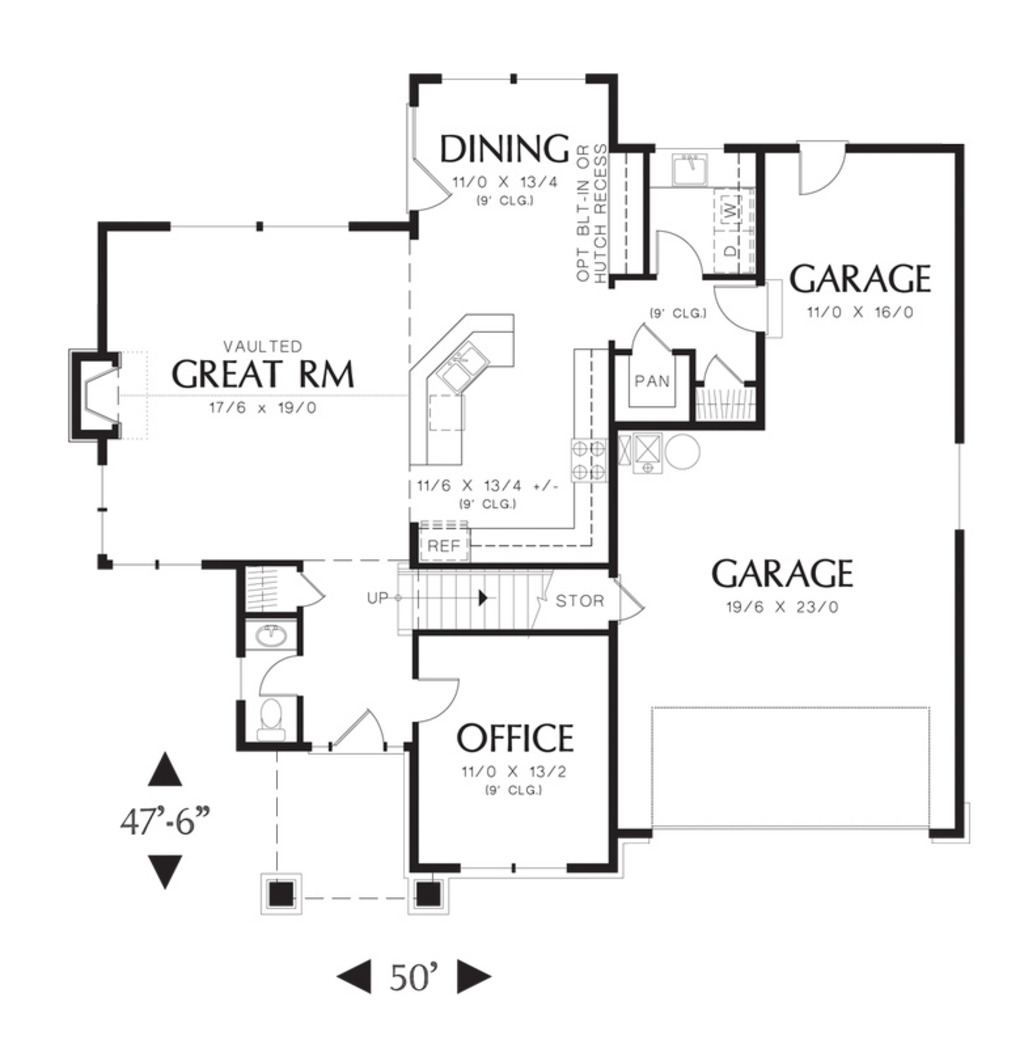 DINING
11/0 X 13/4
(9' CLG.)
OPT BLT-IN OR
HUTCH RECESS
W
D
GARAGE
11/0 X 16/0
(9' CLG.)
VAULTED
GREAT RM
17/6 x 19/0
PAN
11/6 X 13/4 +/-
(9' CLG.)
REF
GARAGE
19/6 X 23/0
UP
STOR
OFFICE
11/0 X 13/2
(9' CLG.)
47'-6"
50'